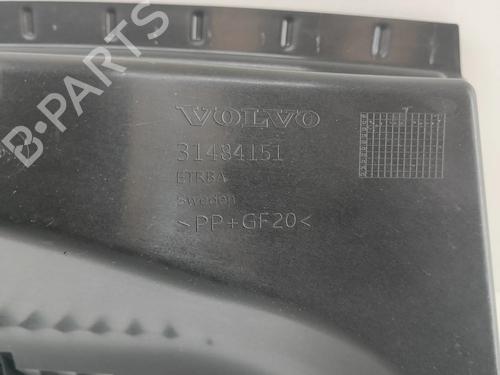 VOLVO
31484151
ETRBA
Sweden
>PP+GF20<
B-PARTS